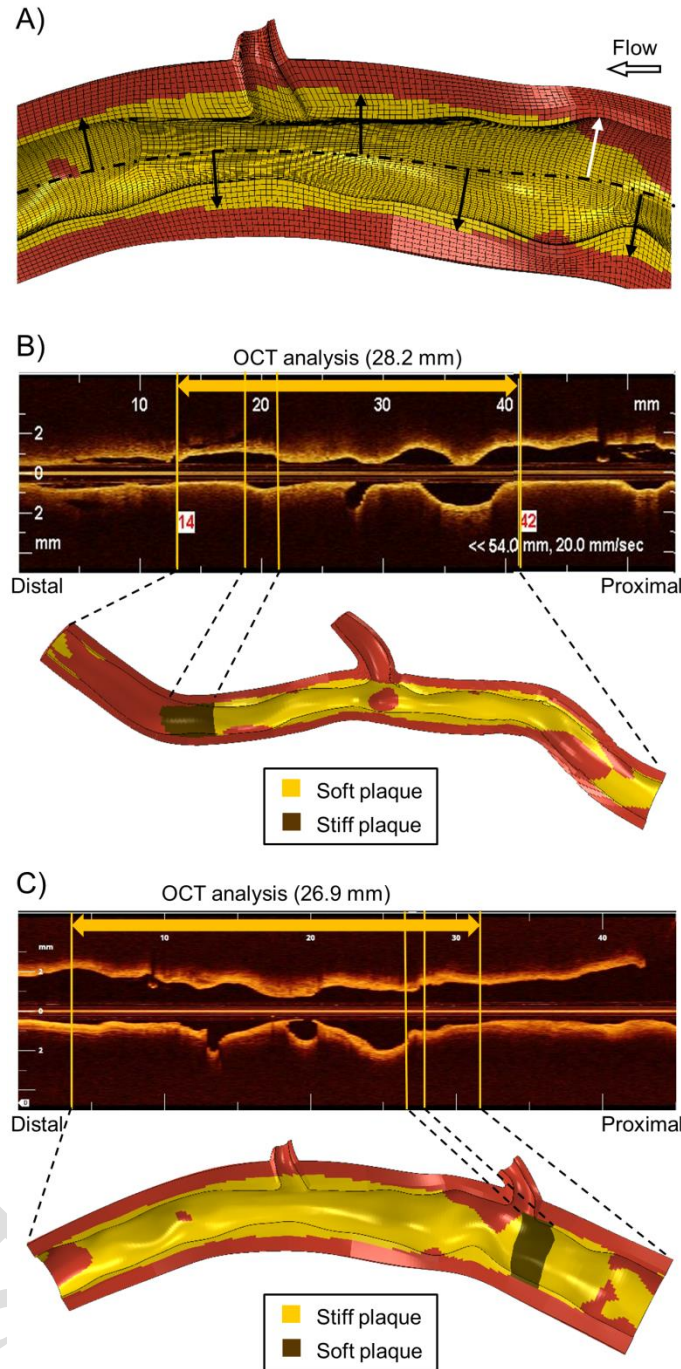 A)
Flow
B)
OCT analysis (28.2 mm)
10 20 30 40 mm
2
0
2
14
42
mm
<< 54.0 mm, 20.0 mm/sec
Distal Proximal
Soft plaque
Stiff plaque
C)
OCT analysis (26.9 mm)
mm 10 20 30 40
0
2
Distal Proximal
Stiff plaque
Soft plaque